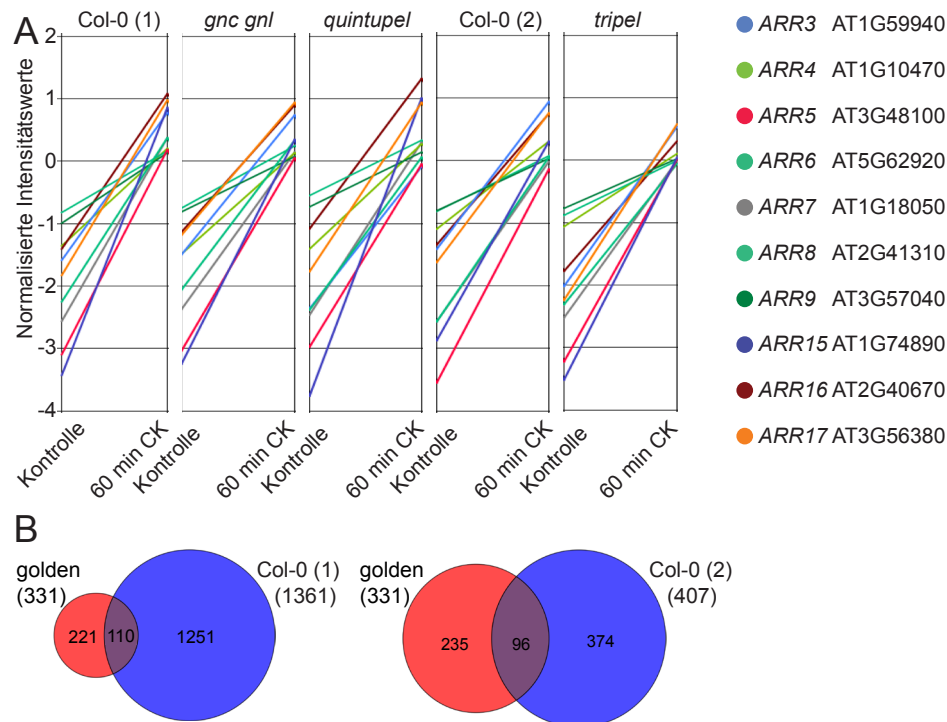 A
Col-0 (1)
gnc gnl
quintupel
Col-0 (2)
tripel
Normalisierte Intensitätswerte
2
1
0
-1
-2
-3
-4
Kontrolle
60 min CK
Kontrolle
60 min CK
Kontrolle
60 min CK
Kontrolle
60 min CK
Kontrolle
60 min CK
ARR3 AT1G59940
ARR4 AT1G10470
ARR5 AT3G48100
ARR6 AT5G62920
ARR7 AT1G18050
ARR8 AT2G41310
ARR9 AT3G57040
ARR15 AT1G74890
ARR16 AT2G40670
ARR17 AT3G56380
B
golden
(331)
Col-0 (1)
(1361)
221
110
1251
golden
(331)
Col-0 (2)
(407)
235
96
374